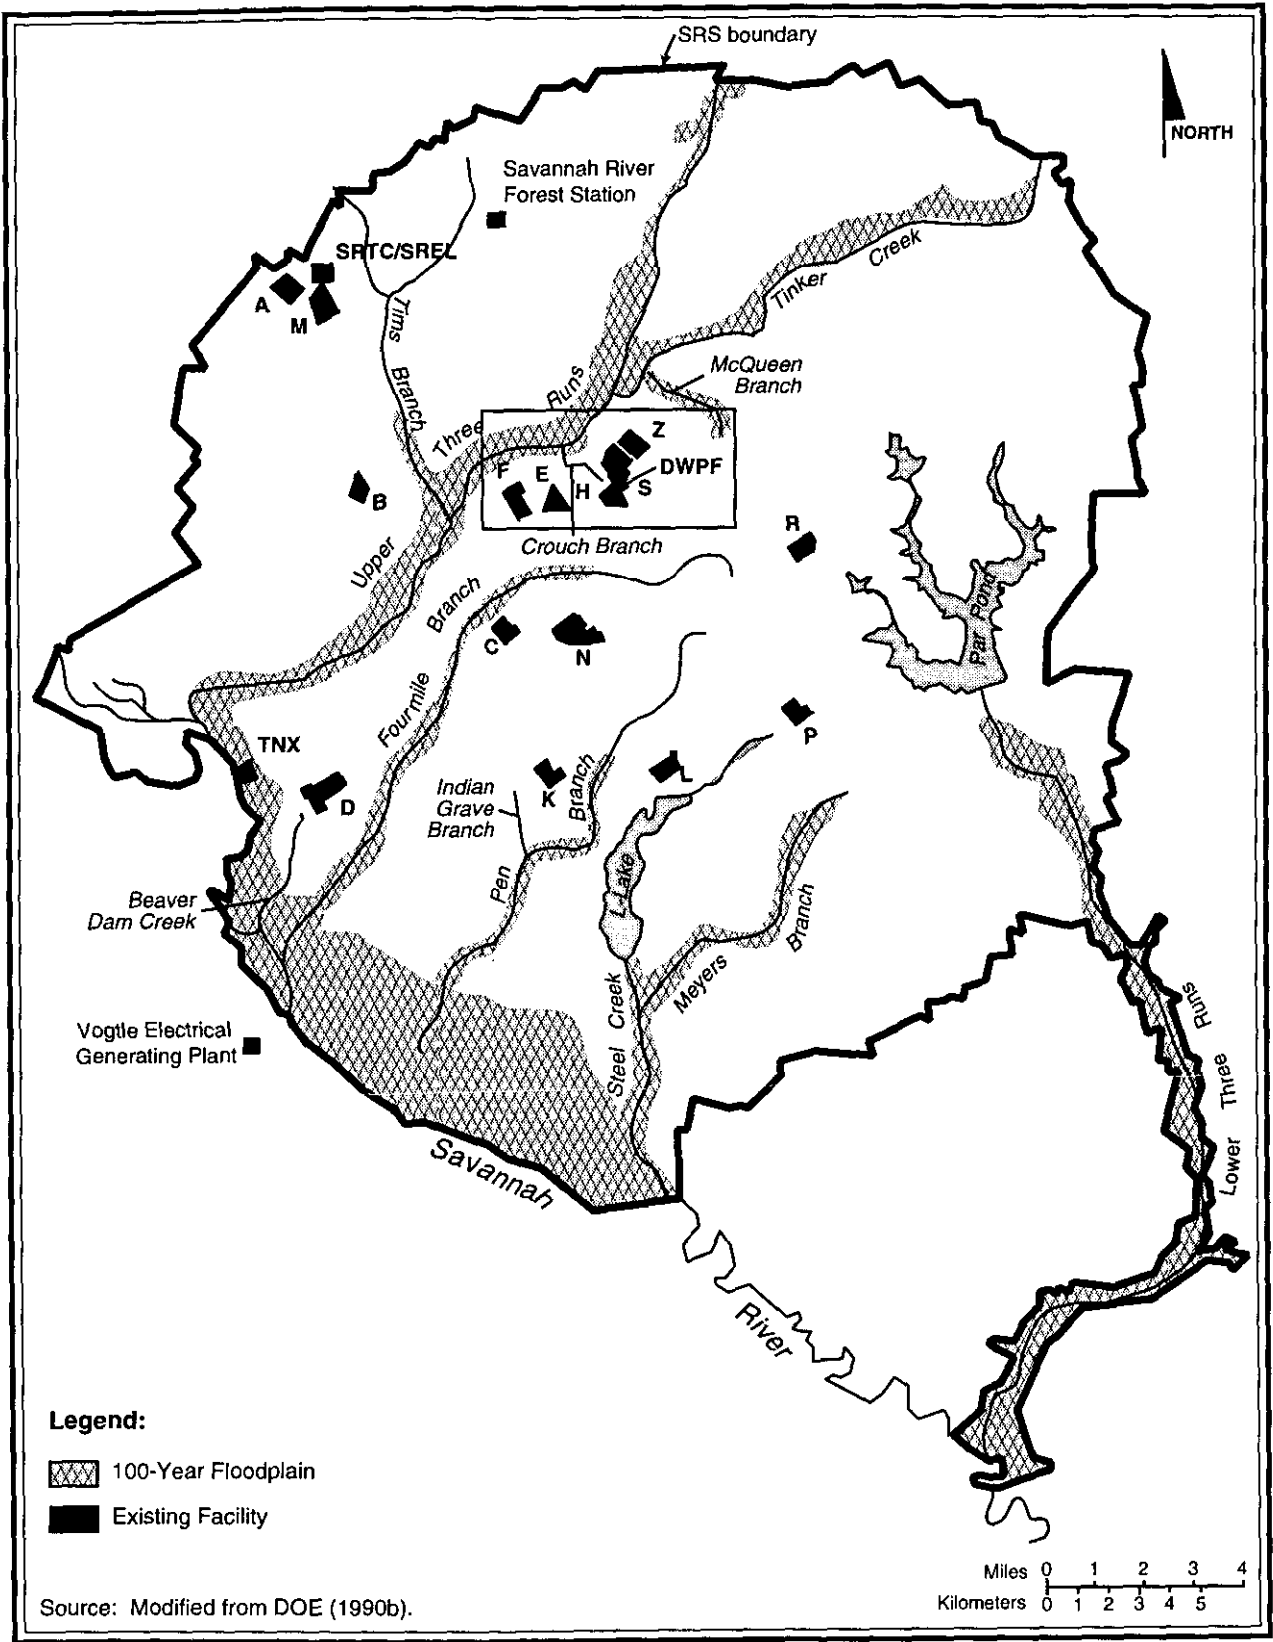 SRS boundary
NORTH
Savannah River
Forest Station
SRTC/SREL
A
M
Tims
Branch
Creek
Tinker
McQueen
Branch
Runs
Three
Upper
Z
DWPF
F
E
H
S
B
R
Crouch Branch
Branch
Fourmile
C
N
Par Pond
P
TNX
D
Indian
Grave
Branch
K
Branch
Pen
L
L-Lake
Beaver
Dam Creek
Branch
Meyers
Steel Creek
Vogtle Electrical
Generating Plant
Runs
Three
Lower
Savannah
River
Legend:
100-Year Floodplain
Existing Facility
Miles 0 1 2 3 4
Kilometers 0 1 2 3 4 5
Source: Modified from DOE (1990b).